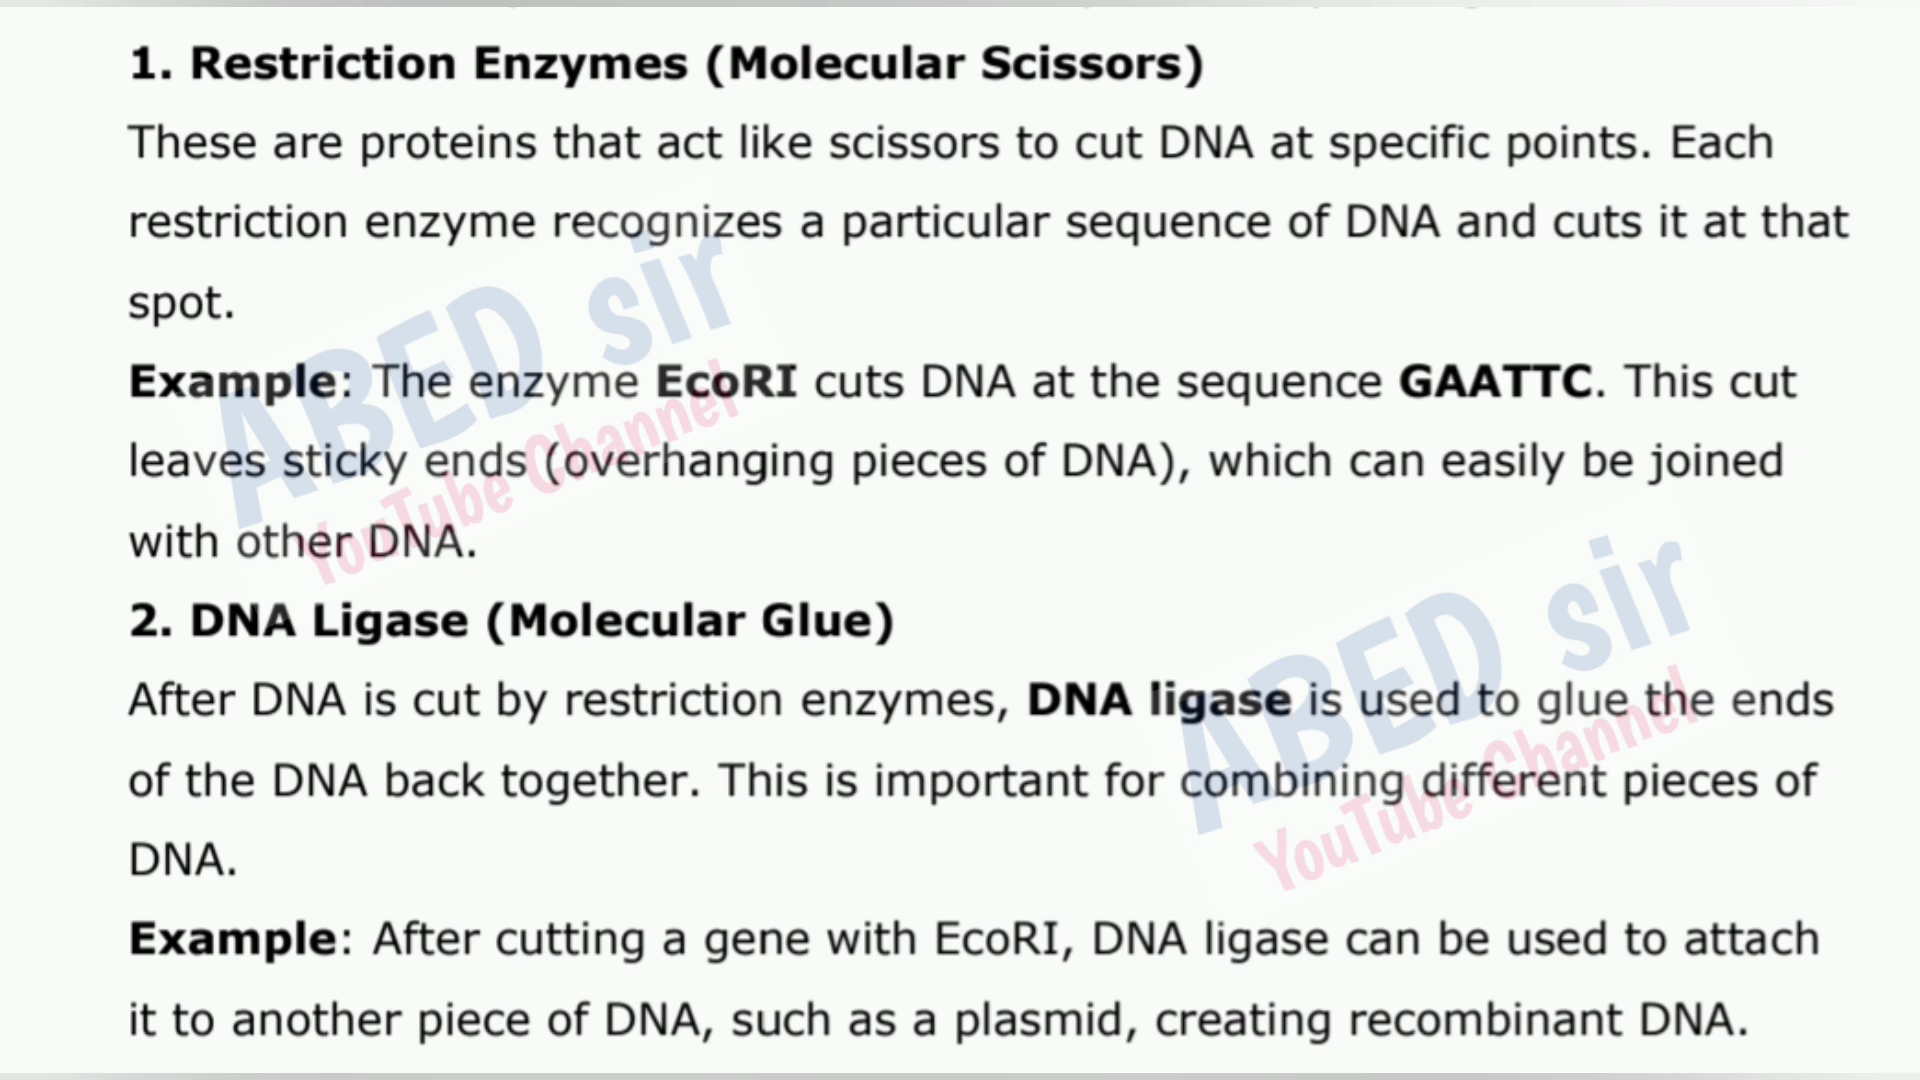 1. Restriction Enzymes (Molecular Scissors)
These are proteins that act like scissors to cut DNA at specific points. Each
restriction enzyme recognizes a particular sequence of DNA and cuts it at that
spot.
Example: The enzyme EcoRI cuts DNA at the sequence GAATTC. This cut
leaves sticky ends (overhanging pieces of DNA), which can easily be joined
with other DNA.
ABED sir
YouTube Channel
2. DNA Ligase (Molecular Glue)
After DNA is cut by restriction enzymes, DNA ligase is used to glue the ends
of the DNA back together. This is important for combining different pieces of
DNA.
ABED sir
YouTube Channel
Example: After cutting a gene with EcoRI, DNA ligase can be used to attach
it to another piece of DNA, such as a plasmid, creating recombinant DNA.